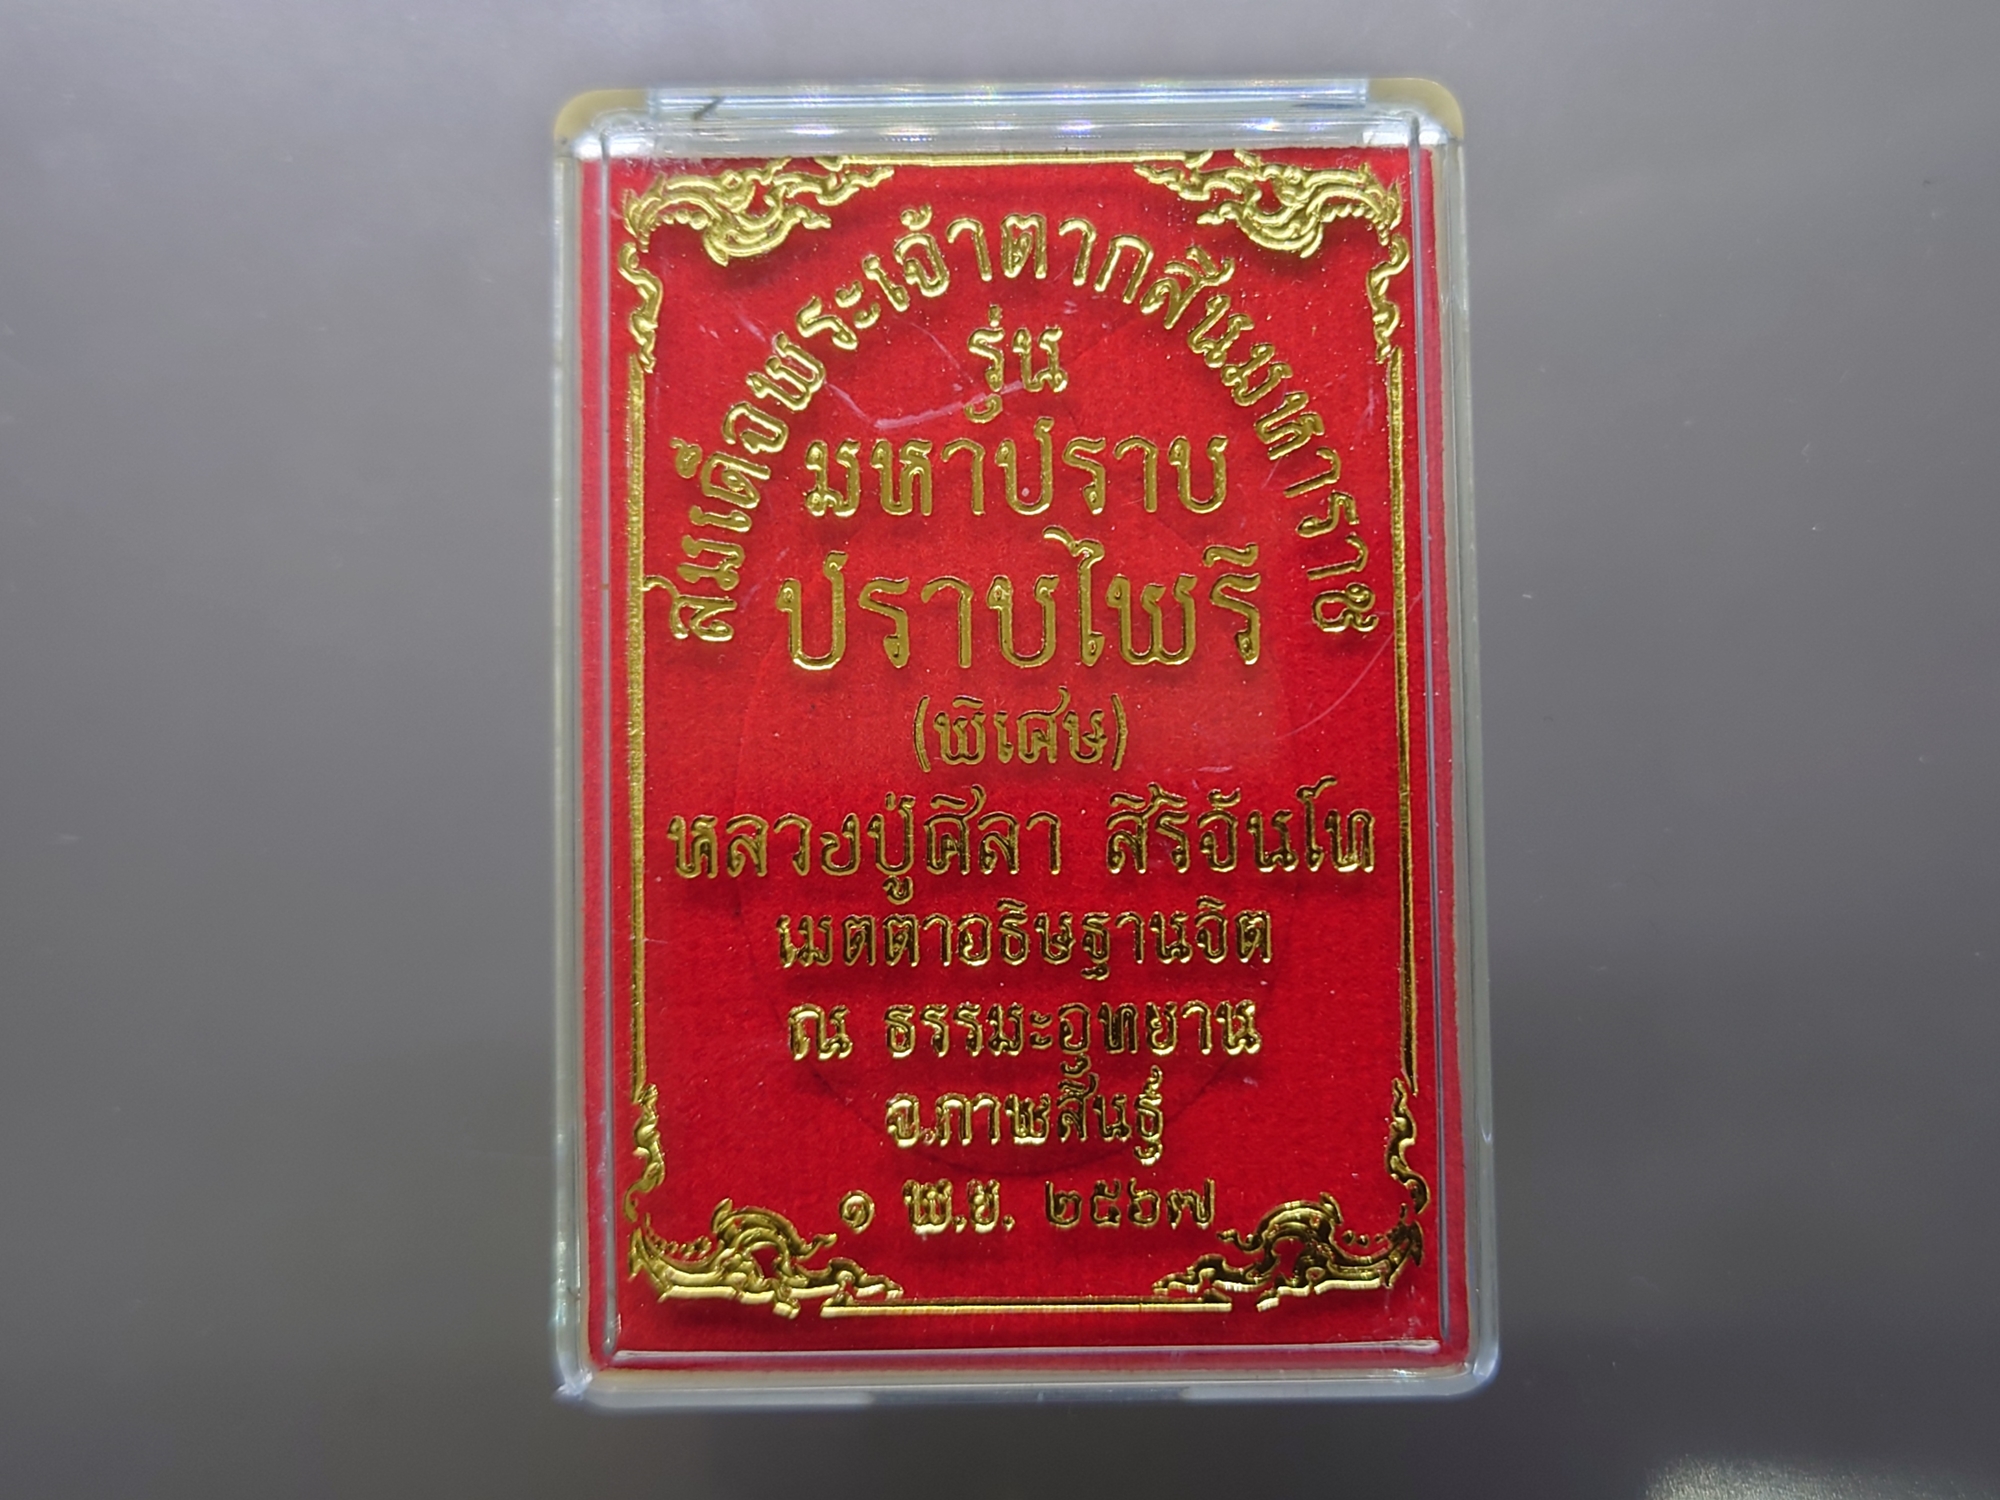 สมเด็จพระเจ้าตากสินมหาราช
รุ่น
มหาปราบ
ปราบไพรี
(พิเศษ)
หลวงปู่ศิลา สิริจันโท
เมตตาอธิษฐานจิต
ณ ธรรมะอุทยาน
จ.กาฬสินธุ์
๑ พ.ย. ๒๕๖๗